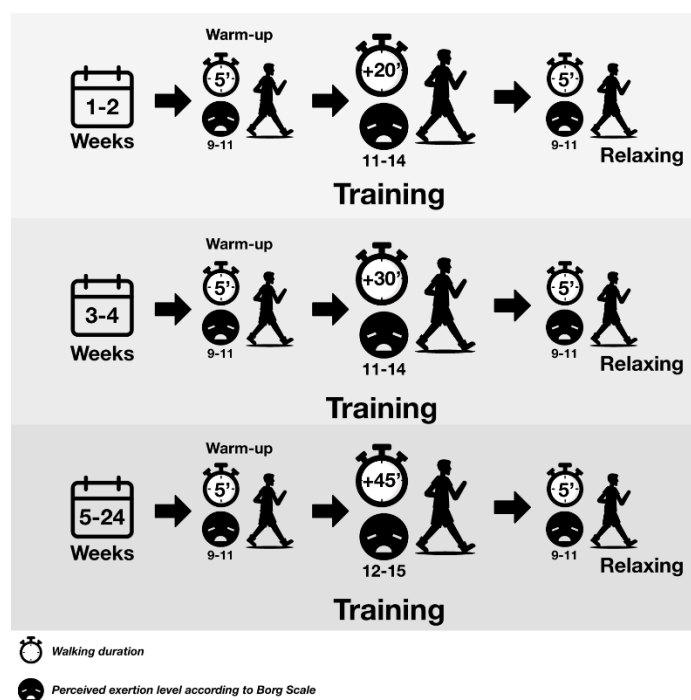 Warm-up
5'
+20'
5'
1-2
Weeks
9-11
11-14
9-11
Relaxing
Training
Warm-up
5'
+30'
5'
3-4
Weeks
9-11
11-14
9-11
Relaxing
Training
Warm-up
5'
+45'
5'
5-24
Weeks
9-11
12-15
9-11
Relaxing
Training
Walking duration
Perceived exertion level according to Borg Scale